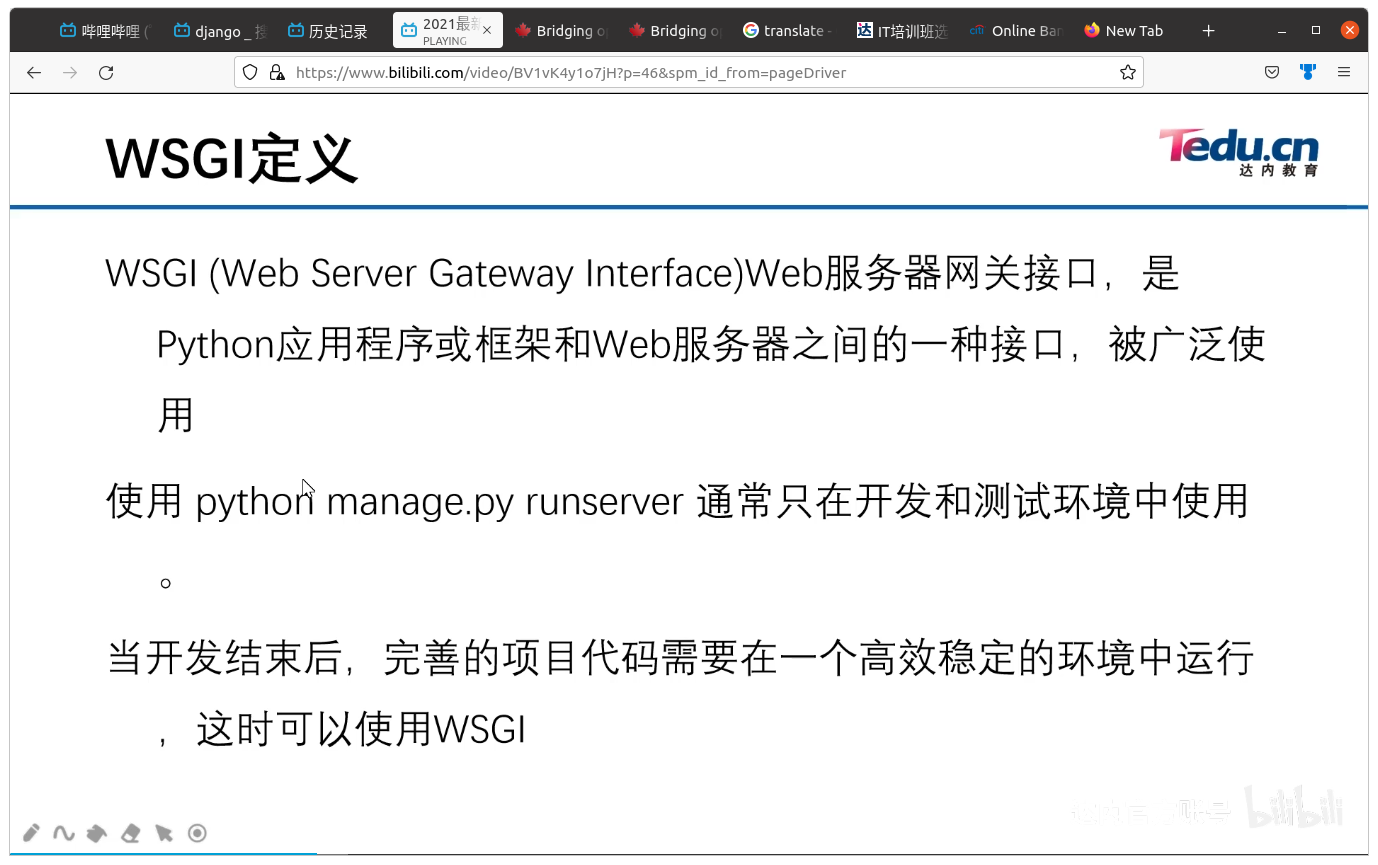 哔哩哔哩 (
django _ 搜
历史记录
2021最新
PLAYING
Bridging o
Bridging o
translate -
IT培训班选
citi
Online Ban
New Tab
https://www.bilibili.com/video/BV1vK4y1o7jH?p=46&spm_id_from=pageDriver
WSGI定义
Tedu.cn
达内教育
WSGI (Web Server Gateway Interface)Web服务器网关接口，是
Python应用程序或框架和Web服务器之间的一种接口，被广泛使
用
使用 python manage.py runserver 通常只在开发和测试环境中使用
。
当开发结束后，完善的项目代码需要在一个高效稳定的环境中运行
，这时可以使用WSGI
bilibili